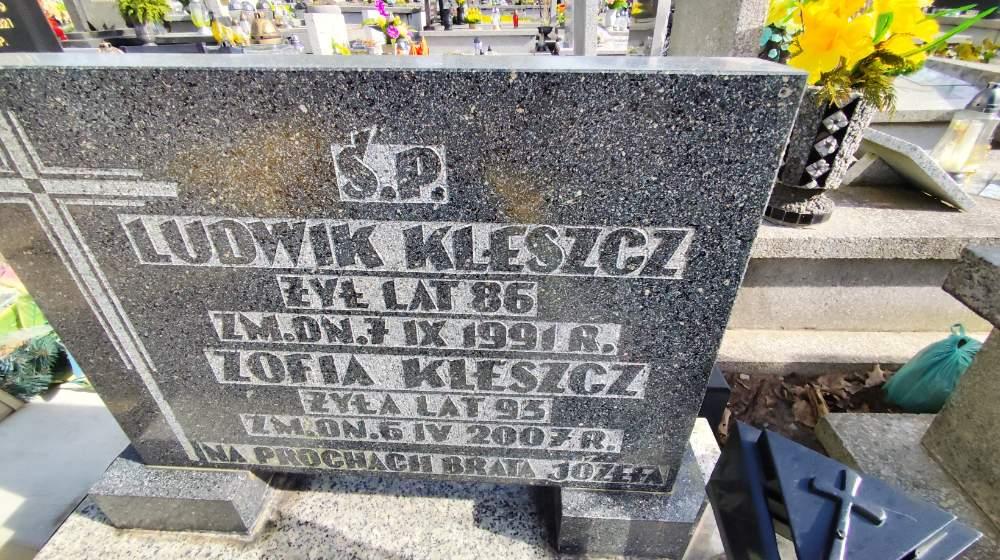 Ś.P.
LUDWIK KLESZCZ
ŻYŁ LAT 86
ZM.DN.7 IX 1991 R.
ZOFIA KLESZCZ
ŻYŁA LAT 95
ZM.DN.6 IV 2007 R.
NA PROCHACH BRATA JÓZEFA